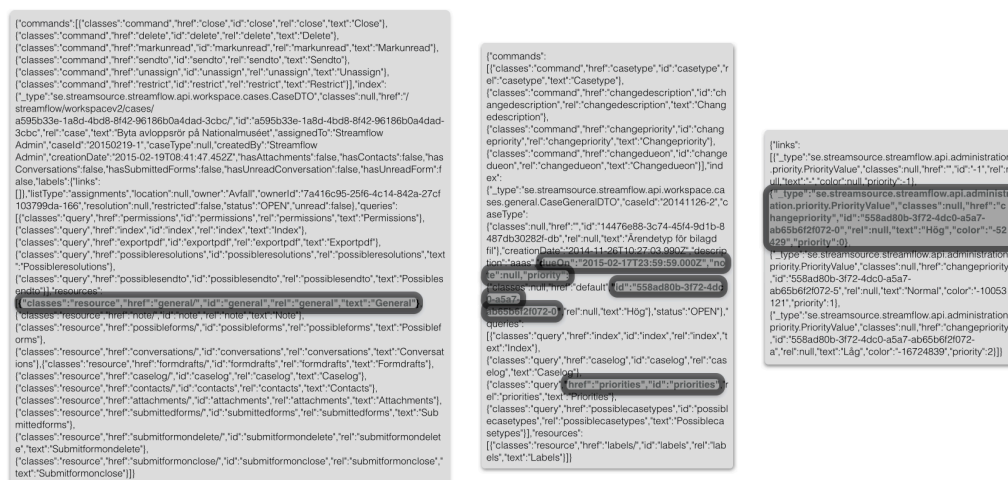 {"commands":[{"classes":"command","href":"close","id":"close","rel":"close","text":"Close"},
{"classes":"command","href":"delete","id":"delete","rel":"delete","text":"Delete"},
{"classes":"command","href":"markunread","id":"markunread","rel":"markunread","text":"Markunread"},
{"classes":"command","href":"sendto","id":"sendto","rel":"sendto","text":"Sendto"},
{"classes":"command","href":"unassign","id":"unassign","rel":"unassign","text":"Unassign"},
{"classes":"command","href":"restrict","id":"restrict","rel":"restrict","text":"Restrict"}],"index":
{"_type":"se.streamsource.streamflow.api.workspace.cases.CaseDTO","classes":null,"href":"/
streamflow/workspacev2/cases/
a595b33e-1a8d-4bd8-8f42-96186b0a4dad-3cbc/","id":"a595b33e-1a8d-4bd8-8f42-96186b0a4dad-
3cbc","rel":"case","text":"Byta avloppsrör på Nationalmuséet","assignedTo":"Streamflow
Admin","caseId":"20150219-1","caseType":null,"createdBy":"Streamflow
Admin","creationDate":"2015-02-19T08:41:47.452Z","hasAttachments":false,"hasContacts":false,"has
Conversations":false,"hasSubmittedForms":false,"hasUnreadConversation":false,"hasUnreadForm":f
alse,"labels":{"links":
[]},"listType":"assignments","location":null,"owner":"Avfall","ownerId":"7a416c95-25f6-4c14-842a-27cf
103799da-166","resolution":null,"restricted":false,"status":"OPEN","unread":false},"queries":
[{"classes":"query","href":"permissions","id":"permissions","rel":"permissions","text":"Permissions"},
{"classes":"query","href":"index","id":"index","rel":"index","text":"Index"},
{"classes":"query","href":"exportpdf","id":"exportpdf","rel":"exportpdf","text":"Exportpdf"},
{"classes":"query","href":"possibleresolutions","id":"possibleresolutions","rel":"possibleresolutions","text
":"Possibleresolutions"},
{"classes":"query","href":"possiblesendto","id":"possiblesendto","rel":"possiblesendto","text":"Possibles
endto"}],"resources":
[{"classes":"resource","href":"general/","id":"general","rel":"general","text":"General"},
{"classes":"resource","href":"note/","id":"note","rel":"note","text":"Note"},
{"classes":"resource","href":"possibleforms/","id":"possibleforms","rel":"possibleforms","text":"Possiblef
orms"},
{"classes":"resource","href":"conversations/","id":"conversations","rel":"conversations","text":"Conversat
ions"},{"classes":"resource","href":"formdrafts/","id":"formdrafts","rel":"formdrafts","text":"Formdrafts"},
{"classes":"resource","href":"caselog/","id":"caselog","rel":"caselog","text":"Caselog"},
{"classes":"resource","href":"contacts/","id":"contacts","rel":"contacts","text":"Contacts"},
{"classes":"resource","href":"attachments/","id":"attachments","rel":"attachments","text":"Attachments"},
{"classes":"resource","href":"submittedforms/","id":"submittedforms","rel":"submittedforms","text":"Sub
mittedforms"},
{"classes":"resource","href":"submitformondelete/","id":"submitformondelete","rel":"submitformondelet
e","text":"Submitformondelete"},
{"classes":"resource","href":"submitformonclose/","id":"submitformonclose","rel":"submitformonclose","
text":"Submitformonclose"}]}
{"commands":
[{"classes":"command","href":"casetype","id":"casetype","r
el":"casetype","text":"Casetype"},
{"classes":"command","href":"changedescription","id":"ch
angedescription","rel":"changedescription","text":"Chang
edescription"},
{"classes":"command","href":"changepriority","id":"chang
epriority","rel":"changepriority","text":"Changepriority"},
{"classes":"command","href":"changedueon","id":"change
dueon","rel":"changedueon","text":"Changedueon"}],"ind
ex":
{"_type":"se.streamsource.streamflow.api.workspace.ca
ses.general.CaseGeneralDTO","caseId":"20141126-2","c
aseType":
{"classes":null,"href":"","id":"14476e88-3c74-45f4-9d1b-8
487db30282f-db","rel":null,"text":"Ärendetyp för bilagd
fil"},"creationDate":"2014-11-26T10:27:03.990Z","descrip
tion":"aaas","dueOn":"2015-02-17T23:59:59.000Z","no
te":null,"priority":
{"classes":null,"href":"default","id":"558ad80b-3f72-4dc
0-a5a7-
ab65b6f2f072-0","rel":null,"text":"Hög"},"status":"OPEN"},"
queries":
[{"classes":"query","href":"index","id":"index","rel":"index","t
ext":"Index"},
{"classes":"query","href":"caselog","id":"caselog","rel":"cas
elog","text":"Caselog"},
{"classes":"query","href":"priorities","id":"priorities","r
el":"priorities","text":"Priorities"},
{"classes":"query","href":"possiblecasetypes","id":"possibl
ecasetypes","rel":"possiblecasetypes","text":"Possibleca
setypes"}],"resources":
[{"classes":"resource","href":"labels/","id":"labels","rel":"lab
els","text":"Labels"}]}
{"links":
[{"_type":"se.streamsource.streamflow.api.administration
.priority.PriorityValue","classes":null,"href":"","id":"-1","rel":n
ull,"text":"-","color":null,"priority":-1},
{"_type":"se.streamsource.streamflow.api.administr
ation.priority.PriorityValue","classes":null,"href":"c
hangepriority","id":"558ad80b-3f72-4dc0-a5a7-
ab65b6f2f072-0","rel":null,"text":"Hög","color":"-52
429","priority":0},
{"_type":"se.streamsource.streamflow.api.administration.
priority.PriorityValue","classes":null,"href":"changepriority"
,"id":"558ad80b-3f72-4dc0-a5a7-
ab65b6f2f072-5","rel":null,"text":"Normal","color":"-10053
121","priority":1},
{"_type":"se.streamsource.streamflow.api.administration.
priority.PriorityValue","classes":null,"href":"changepriority"
,"id":"558ad80b-3f72-4dc0-a5a7-ab65b6f2f072-
a","rel":null,"text":"Låg","color":"-16724839","priority":2}]}